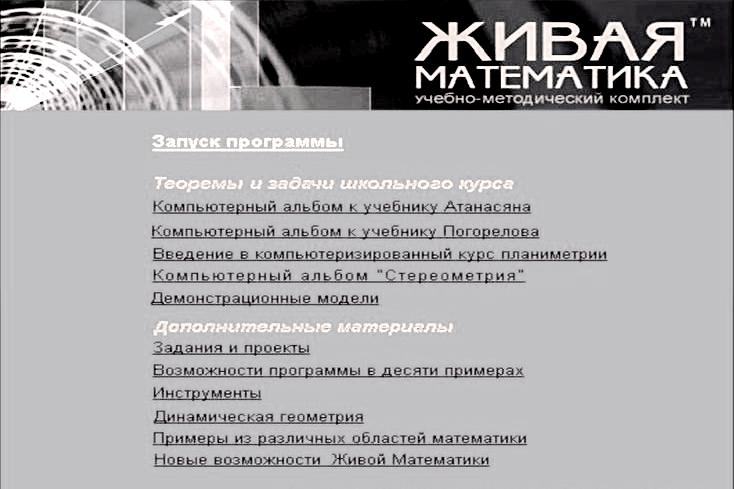 ЖИВАЯ™
МАТЕМАТИКА
учебно-методический комплект
Запуск программы
Теоремы и задачи школьного курса
Компьютерный альбом к учебнику Атанасяна
Компьютерный альбом к учебнику Погорелова
Введение в компьютеризированный курс планиметрии
Компьютерный альбом "Стереометрия"
Демонстрационные модели
Дополнительные материалы
Задания и проекты
Возможности программы в десяти примерах
Инструменты
Динамическая геометрия
Примеры из различных областей математики
Новые возможности Живой Математики